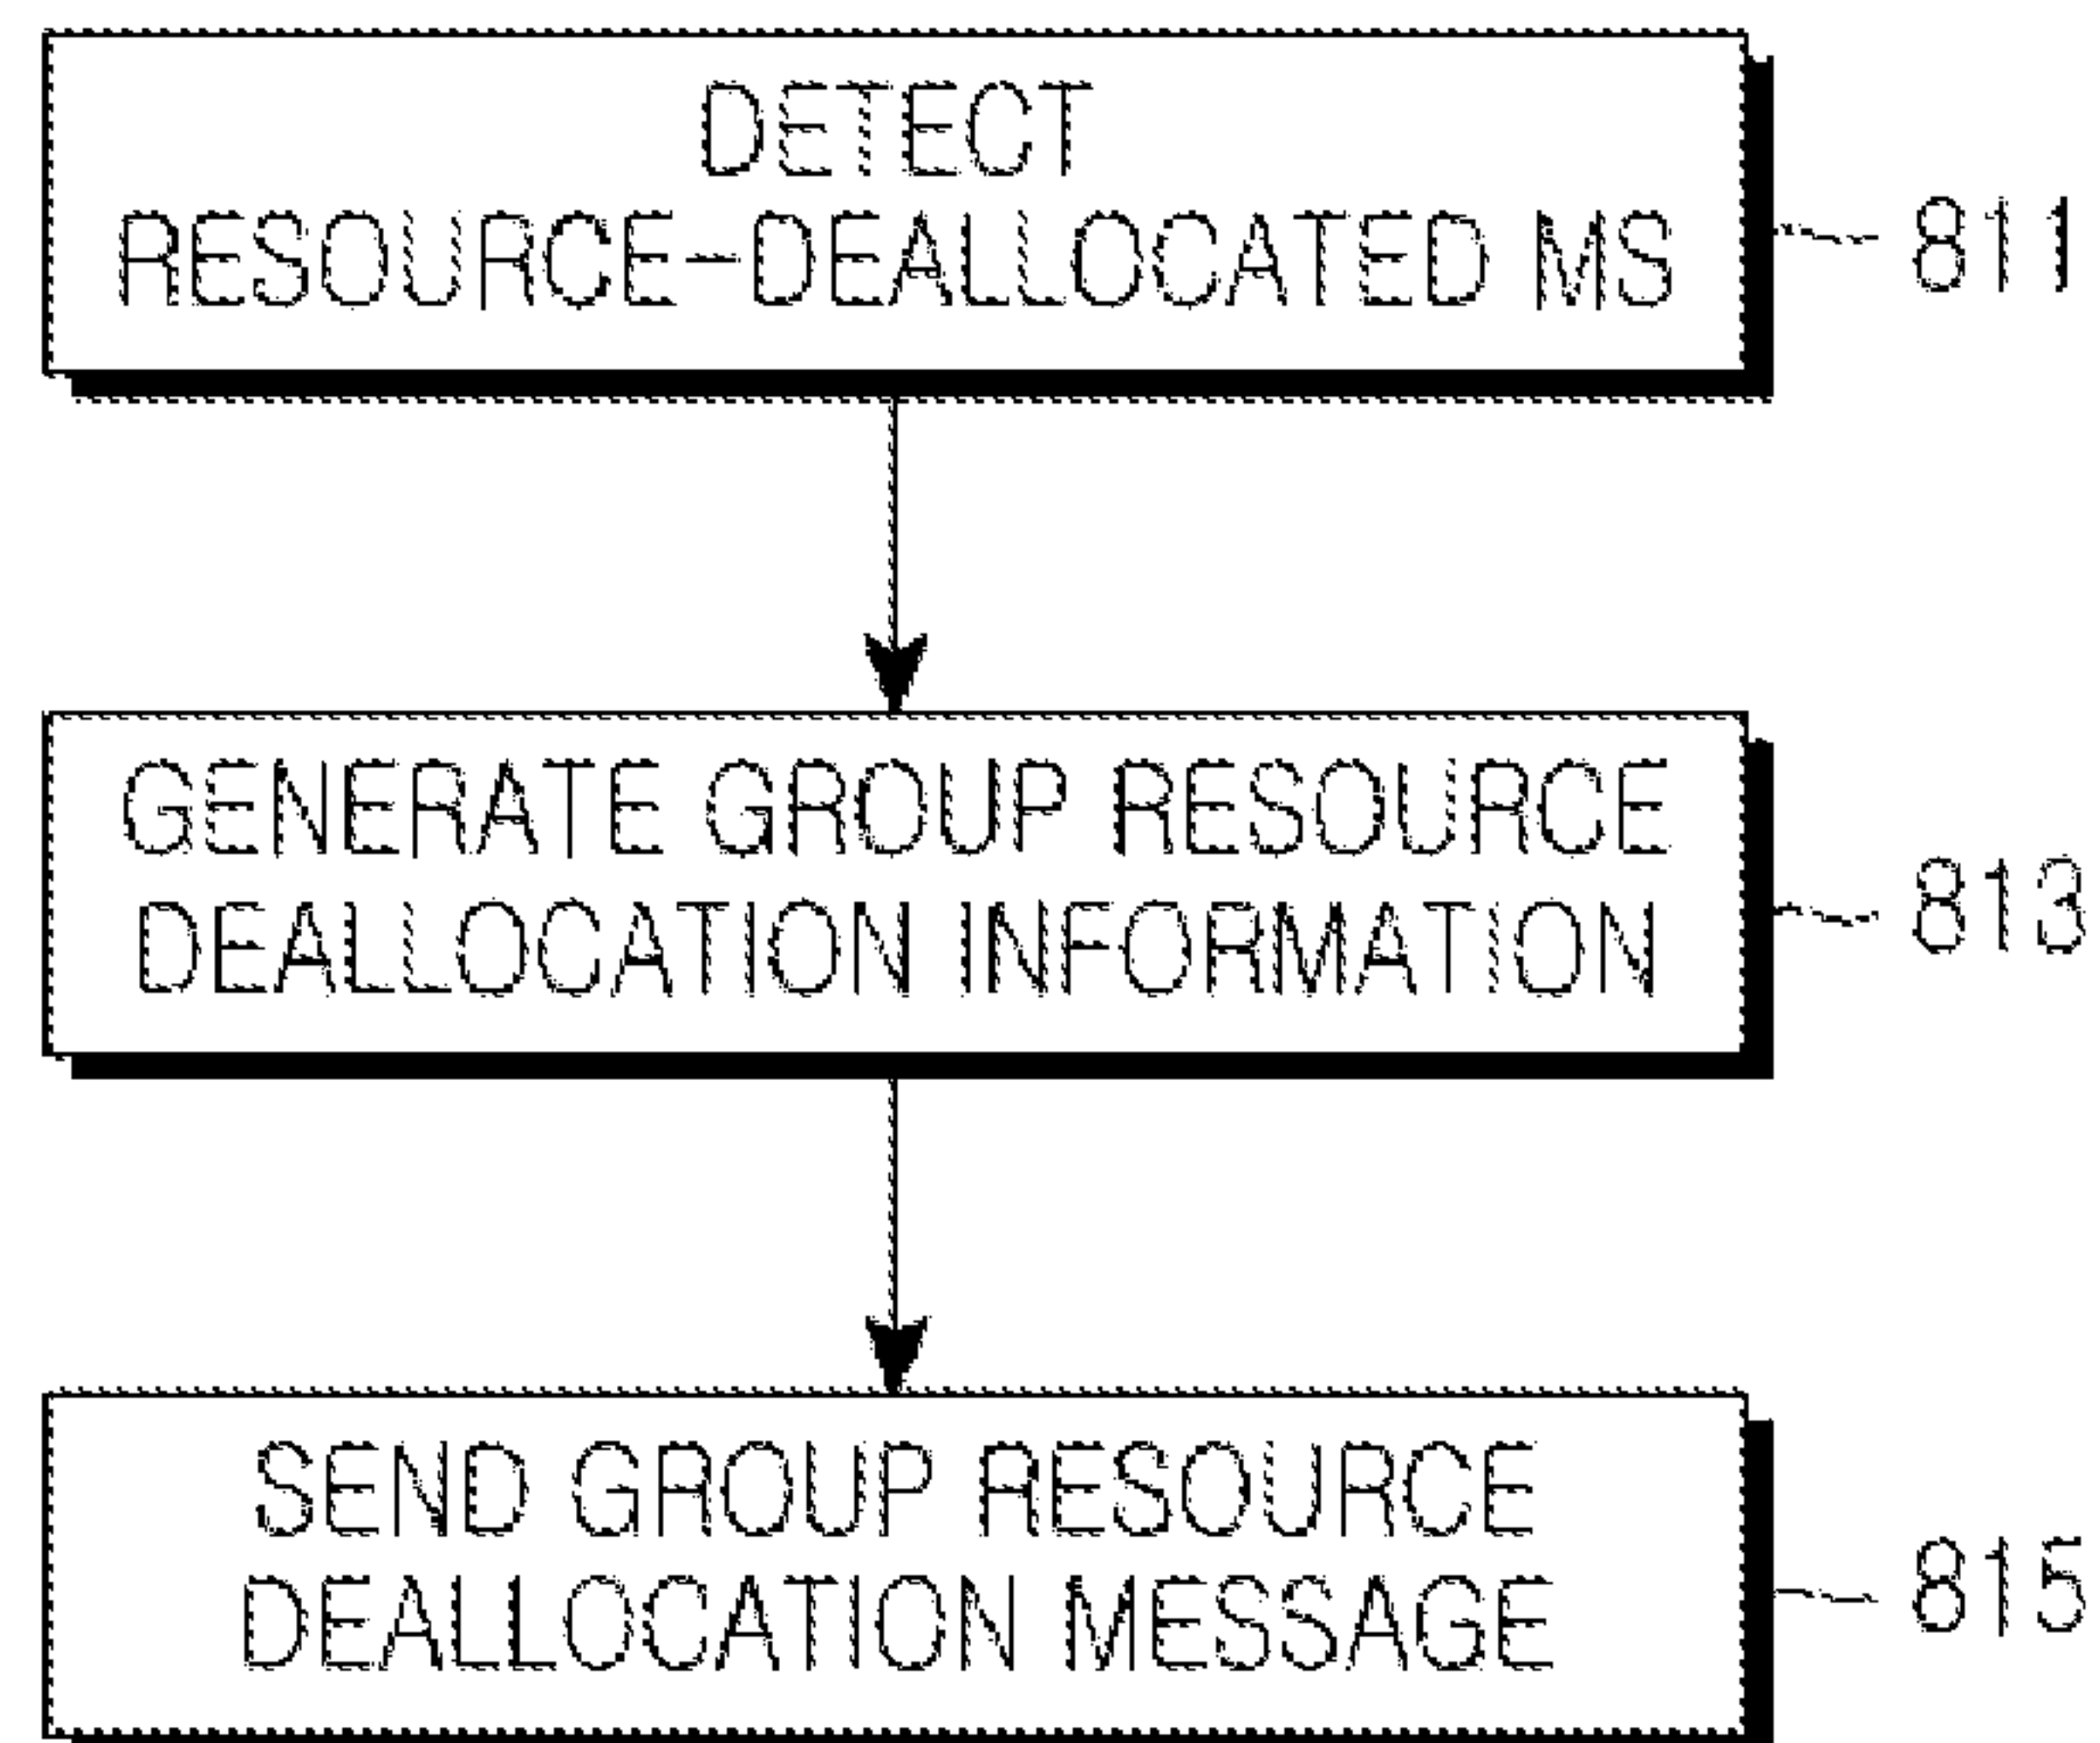 DETECT
RESOURCE-DEALLOCATED MS
811
GENERATE GROUP RESOURCE
DEALLOCATION INFORMATION
813
SEND GROUP RESOURCE
DEALLOCATION MESSAGE
815